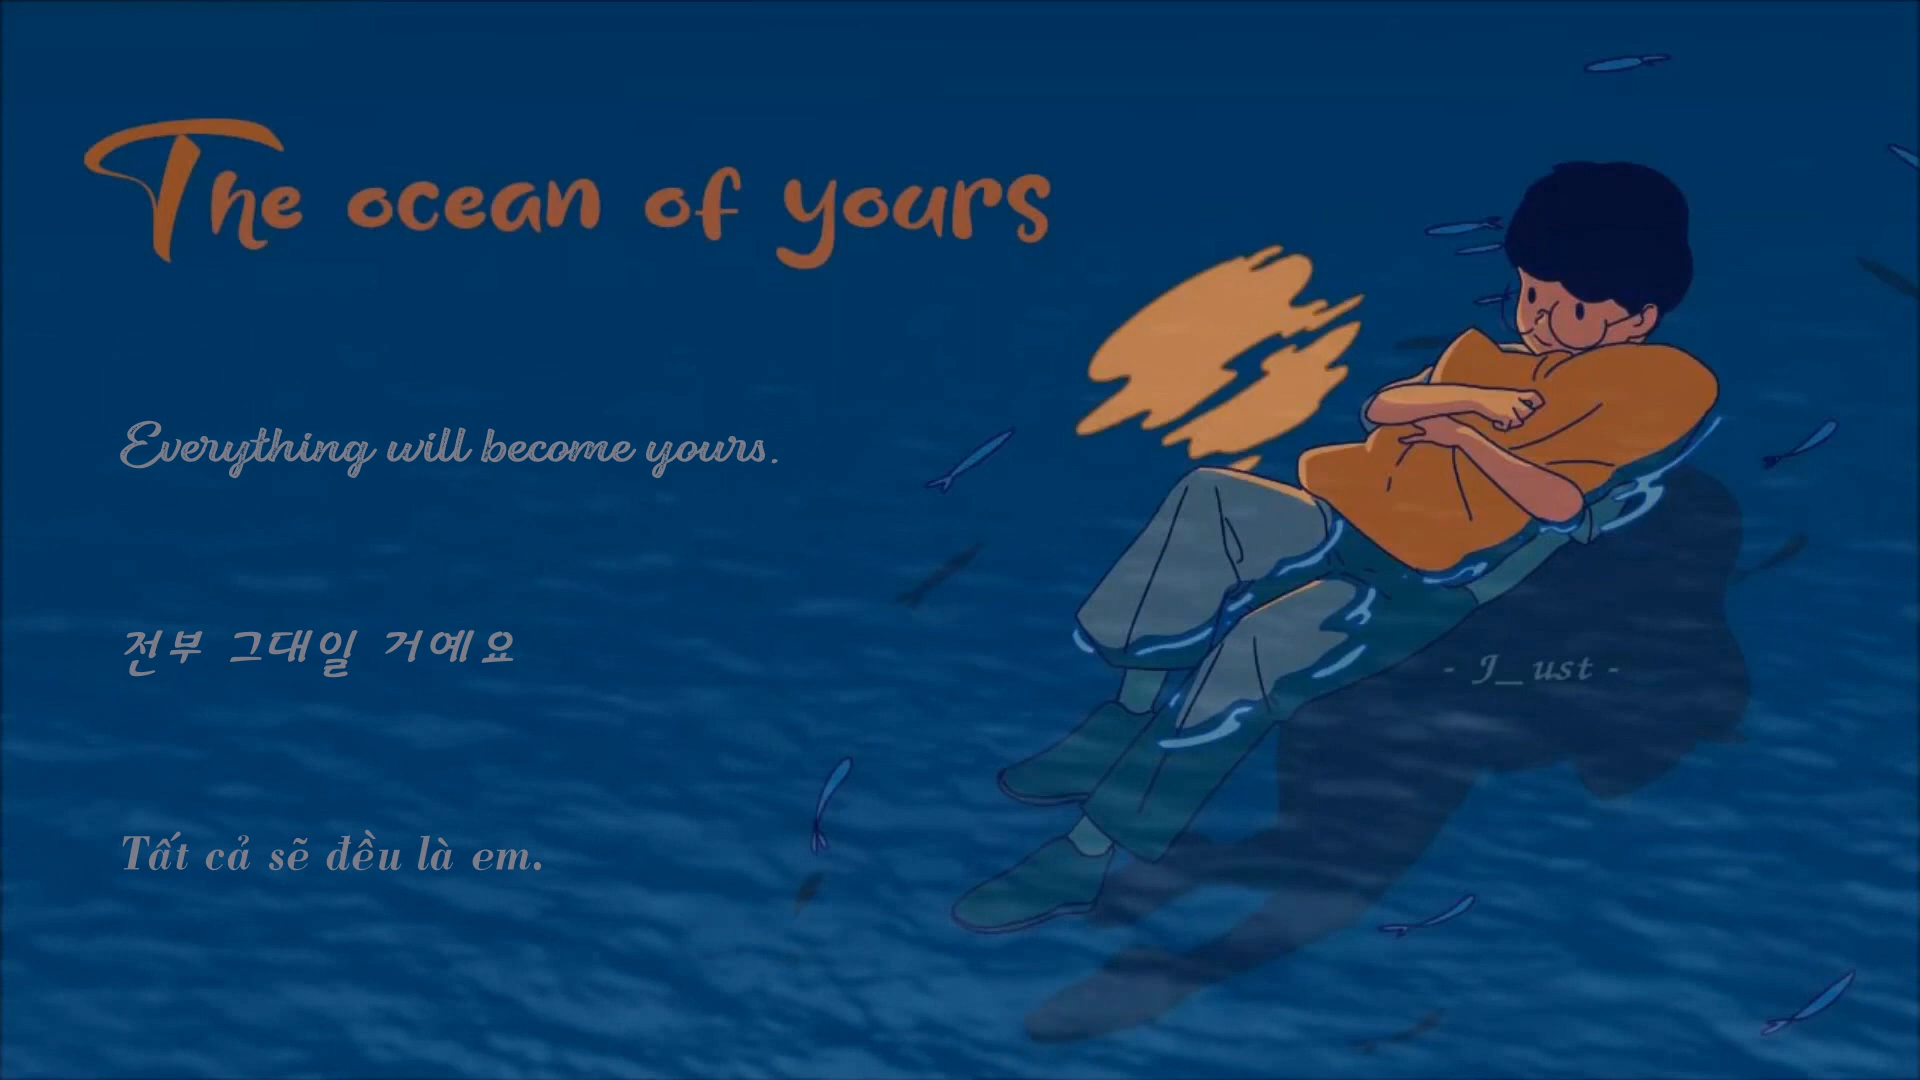 The ocean of yours
Everything will become yours.
전부 그대일 거예요
- J_ust -
Tất cả sẽ đều là em.